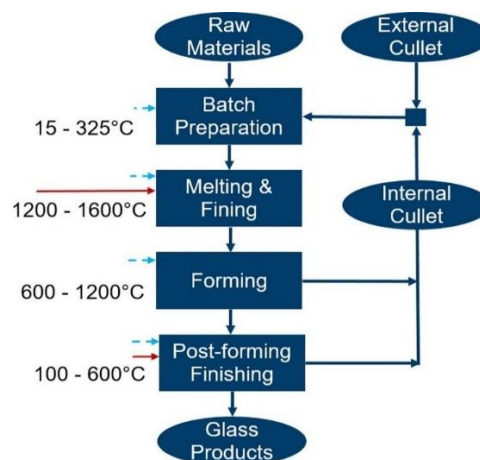 Raw
Materials
External
Cullet
Batch
Preparation
15 - 325°C
Melting &
Fining
1200 - 1600°C
Internal
Cullet
Forming
600 - 1200°C
Post-forming
Finishing
100 - 600°C
Glass
Products